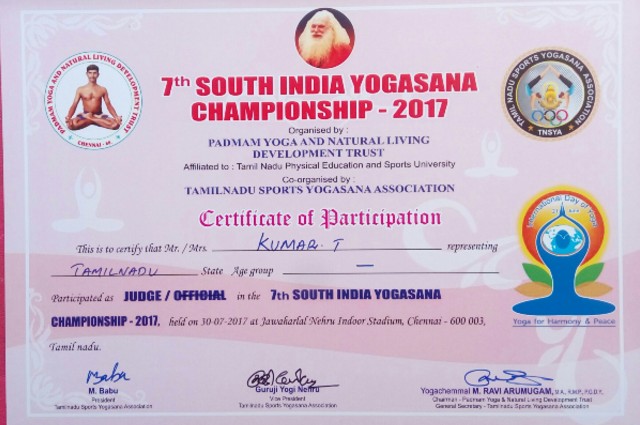 7th SOUTH INDIA YOGASANA
CHAMPIONSHIP - 2017
Organised by :
PADMAM YOGA AND NATURAL LIVING
DEVELOPMENT TRUST
Affiliated to : Tamil Nadu Physical Education and Sports University
Co-organised by :
TAMILNADU SPORTS YOGASANA ASSOCIATION
PADMAM YOGA AND NATURAL LIVING DEVELOPMENT TRUST
CHENNAI - 48
TAMIL NADU SPORTS YOGASANA ASSOCIATION
TNSYA
Certificate of Participation
International Day of Yoga
This is to certify that Mr. / Mrs. KUMAR. T representing
TAMILNADU State Age group —
Participated as JUDGE / OFFICIAL in the 7th SOUTH INDIA YOGASANA
CHAMPIONSHIP - 2017, held on 30-07-2017 at Jawaharlal Nehru Indoor Stadium, Chennai - 600 003,
Tamil nadu.
Yoga for Harmony & Peace
Babu
M. Babu
President
Tamilnadu Sports Yogasana Association
Guruji Yogi Nehru
Vice President
Tamilnadu Sports Yogasana Association
Yogachemmal M. RAVI ARUMUGAM,
Chairman - Padmam Yoga & Natural Living Development Trust
General Secretary - Tamilnadu Sports Yogasana Association